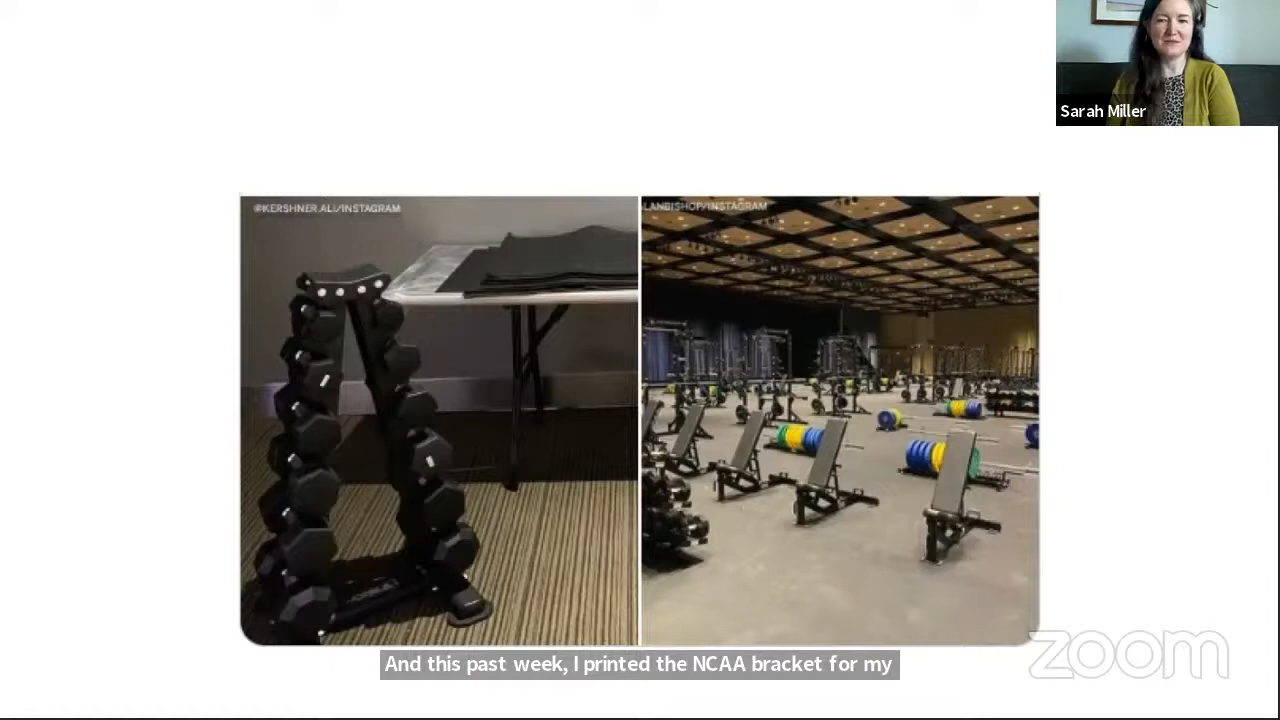 Sarah Miller
@KERSHNER.ALI/INSTAGRAM
LANBISHOP/INSTAGRAM
And this past week, I printed the NCAA bracket for my
zoom